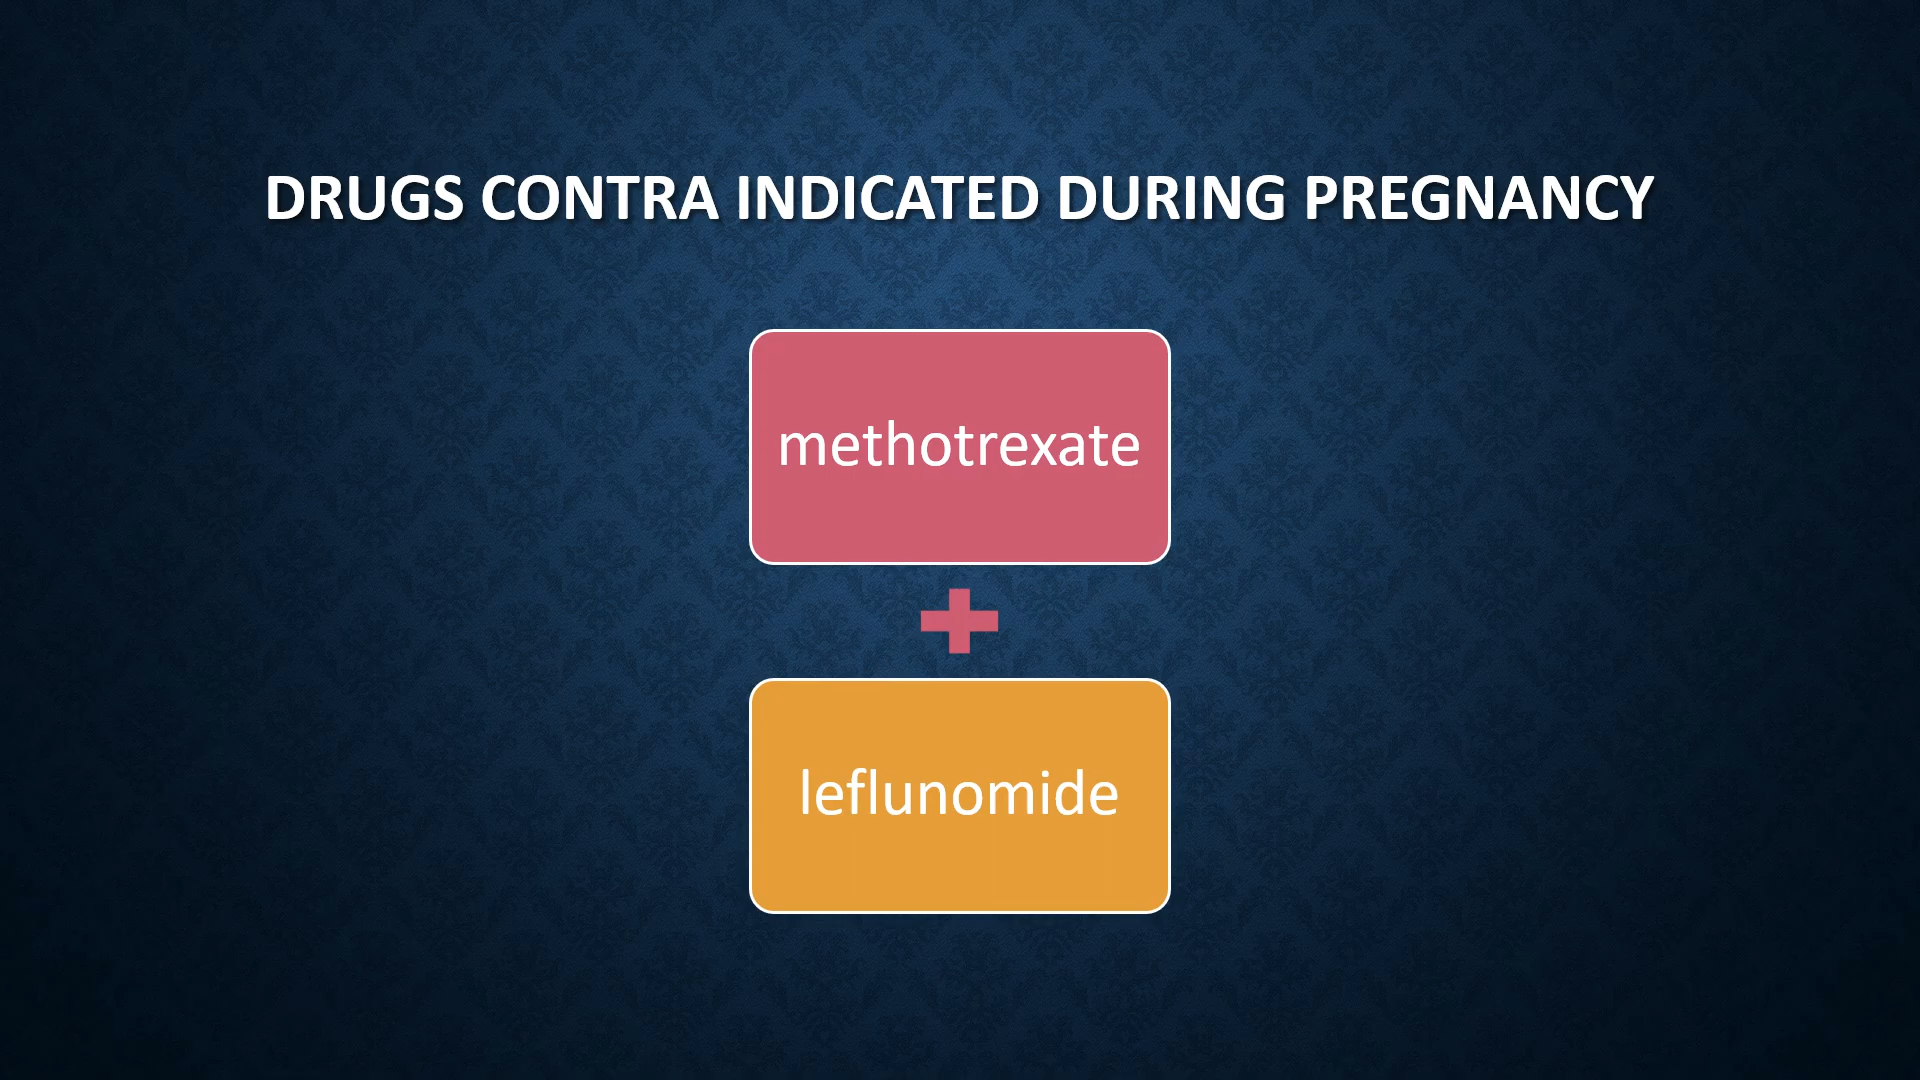 DRUGS CONTRA INDICATED DURING PREGNANCY
methotrexate
leflunomide